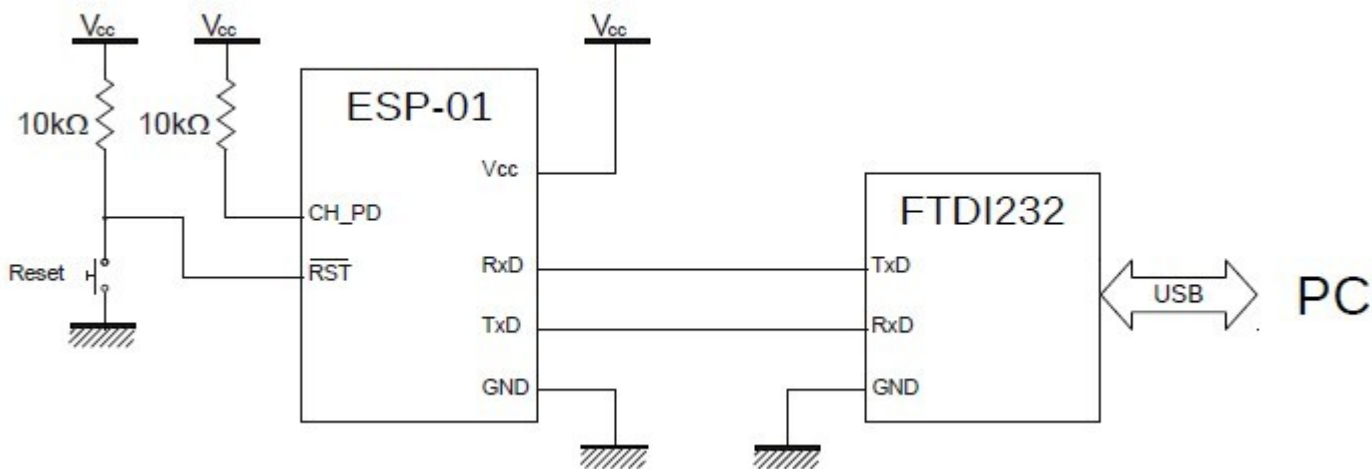 Vcc
Vcc
Vcc
10kΩ
10kΩ
ESP-01
Vcc
CH_PD
RST
RxD
TxD
GND
Reset
FTDI232
TxD
RxD
GND
USB
PC